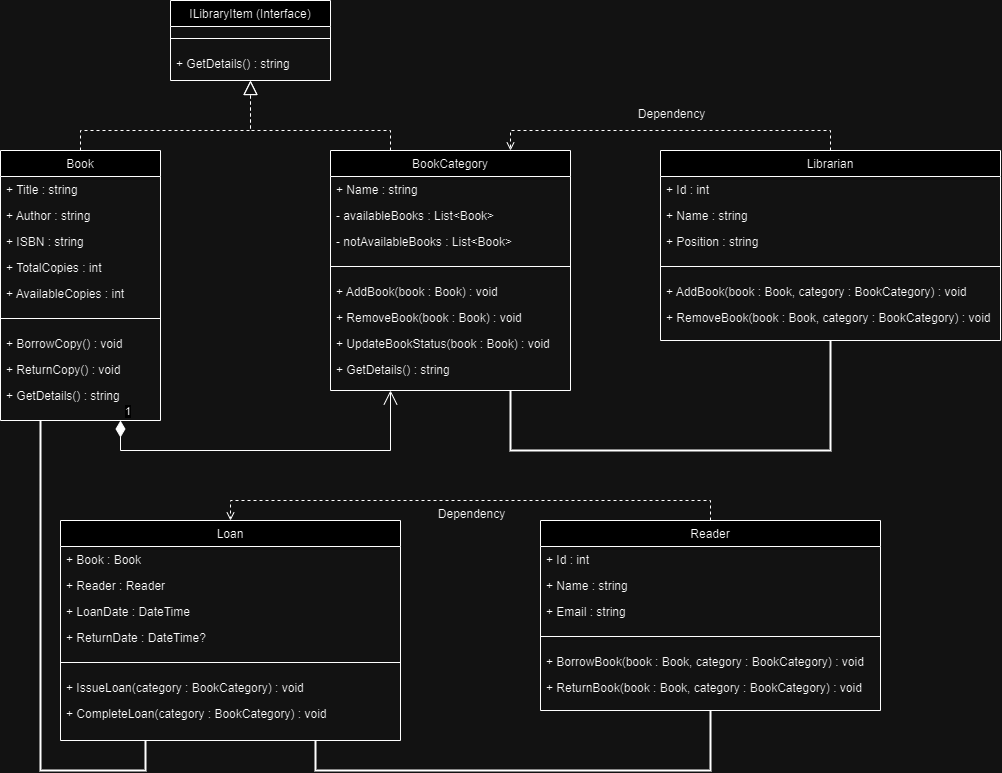 ILibraryItem (Interface)
+ GetDetails() : string
Dependency
Book
+ Title : string
+ Author : string
+ ISBN : string
+ TotalCopies : int
+ AvailableCopies : int
+ BorrowCopy() : void
+ ReturnCopy() : void
+ GetDetails() : string
1
BookCategory
+ Name : string
- availableBooks : List<Book>
- notAvailableBooks : List<Book>
+ AddBook(book : Book) : void
+ RemoveBook(book : Book) : void
+ UpdateBookStatus(book : Book) : void
+ GetDetails() : string
Librarian
+ Id : int
+ Name : string
+ Position : string
+ AddBook(book : Book, category : BookCategory) : void
+ RemoveBook(book : Book, category : BookCategory) : void
Dependency
Loan
+ Book : Book
+ Reader : Reader
+ LoanDate : DateTime
+ ReturnDate : DateTime?
+ IssueLoan(category : BookCategory) : void
+ CompleteLoan(category : BookCategory) : void
Reader
+ Id : int
+ Name : string
+ Email : string
+ BorrowBook(book : Book, category : BookCategory) : void
+ ReturnBook(book : Book, category : BookCategory) : void